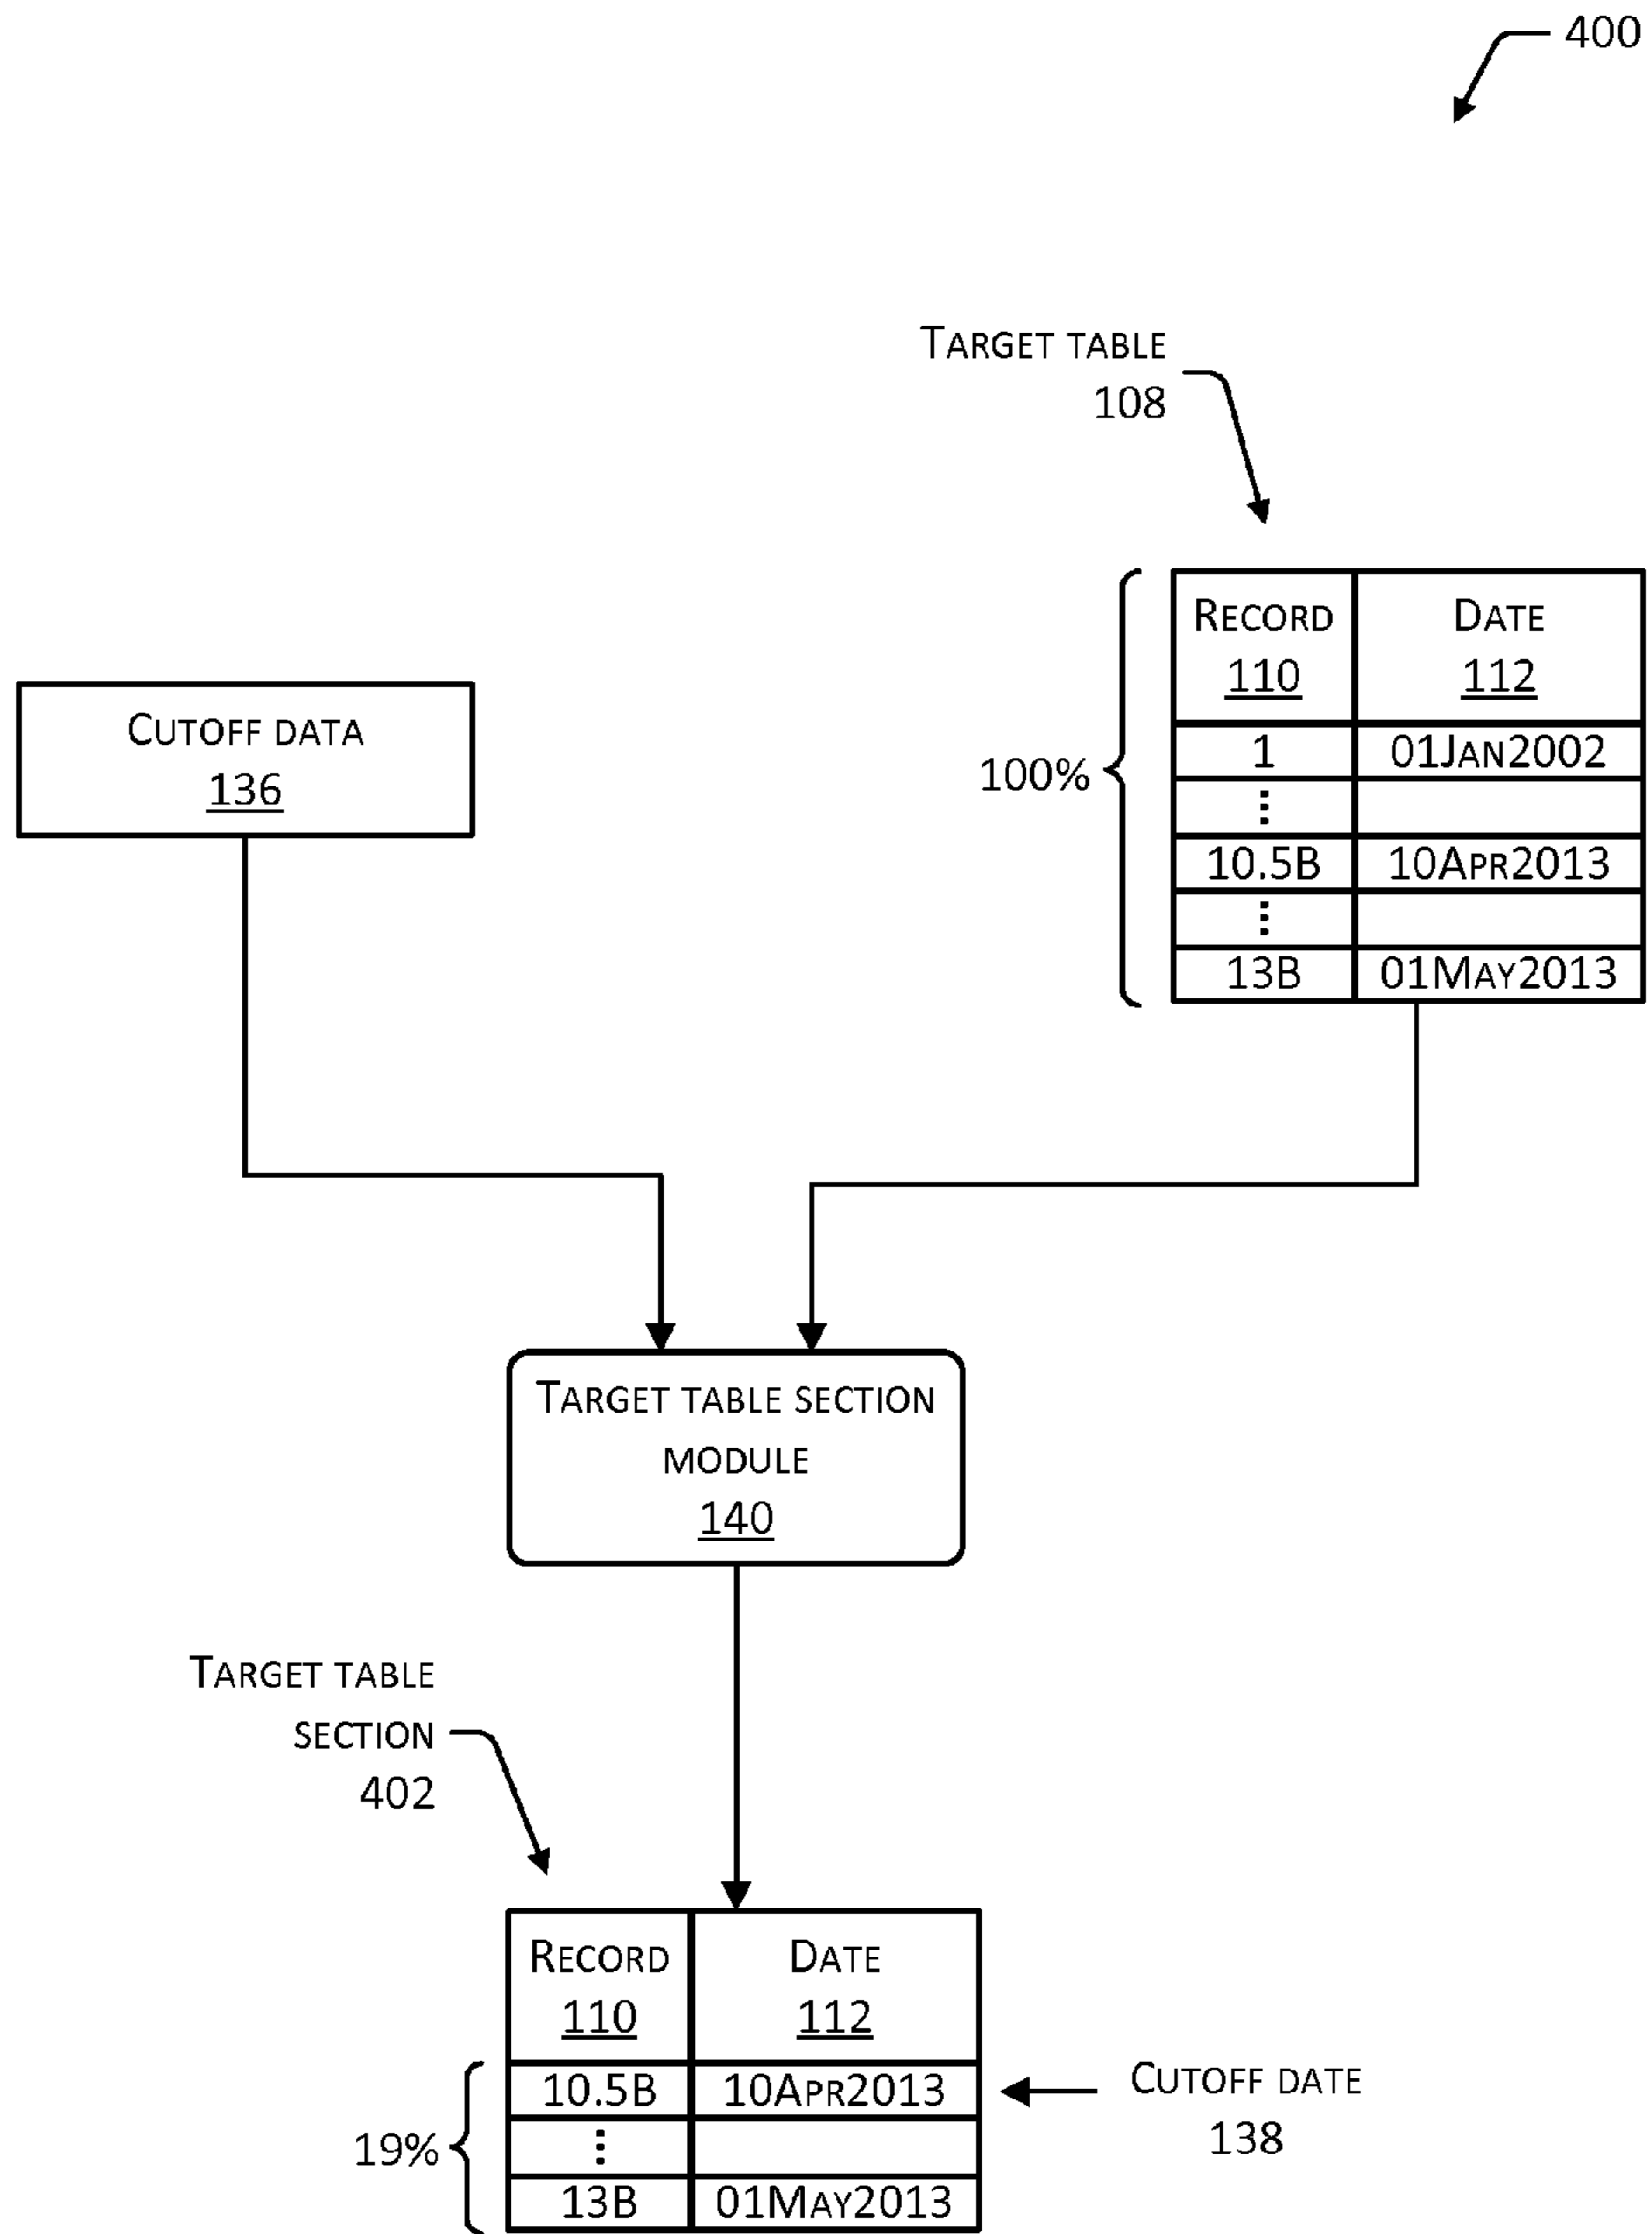 400
TARGET TABLE
108
RECORD DATE
110 112
100%
1 01JAN2002
⋮
10.5B 10APR2013
⋮
13B 01MAY2013
CUTOFF DATA
136
TARGET TABLE SECTION
MODULE
140
TARGET TABLE
SECTION
402
RECORD DATE
110 112
10.5B 10APR2013
⋮
13B 01MAY2013
19%
CUTOFF DATE
138